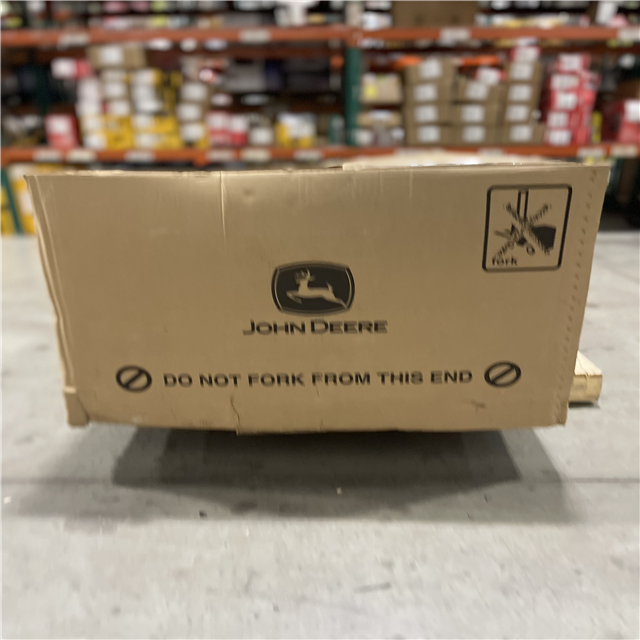 fork
JOHN DEERE
DO NOT FORK FROM THIS END